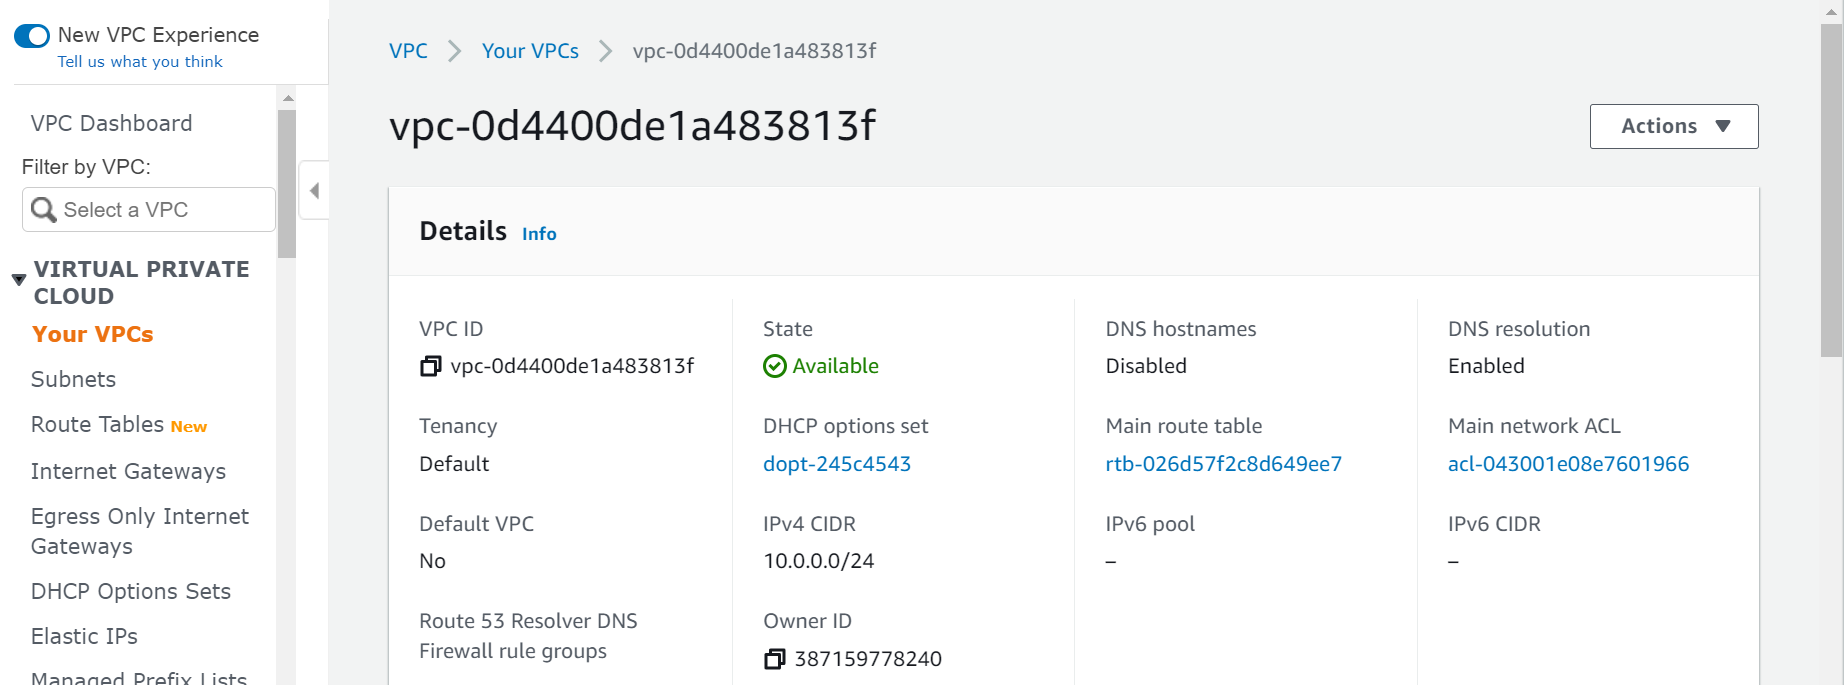 New VPC Experience
Tell us what you think
VPC Dashboard
Filter by VPC:
Select a VPC
VIRTUAL PRIVATE
CLOUD
Your VPCs
Subnets
Route Tables New
Internet Gateways
Egress Only Internet
Gateways
DHCP Options Sets
Elastic IPs
Managed Prefix Lists
VPC > Your VPCs > vpc-0d4400de1a483813f
vpc-0d4400de1a483813f
Actions
Details Info
VPC ID
vpc-0d4400de1a483813f
State
Available
DNS hostnames
Disabled
DNS resolution
Enabled
Tenancy
Default
DHCP options set
dopt-245c4543
Main route table
rtb-026d57f2c8d649ee7
Main network ACL
acl-043001e08e7601966
Default VPC
No
IPv4 CIDR
10.0.0.0/24
IPv6 pool
–
IPv6 CIDR
–
Route 53 Resolver DNS
Firewall rule groups
Owner ID
387159778240